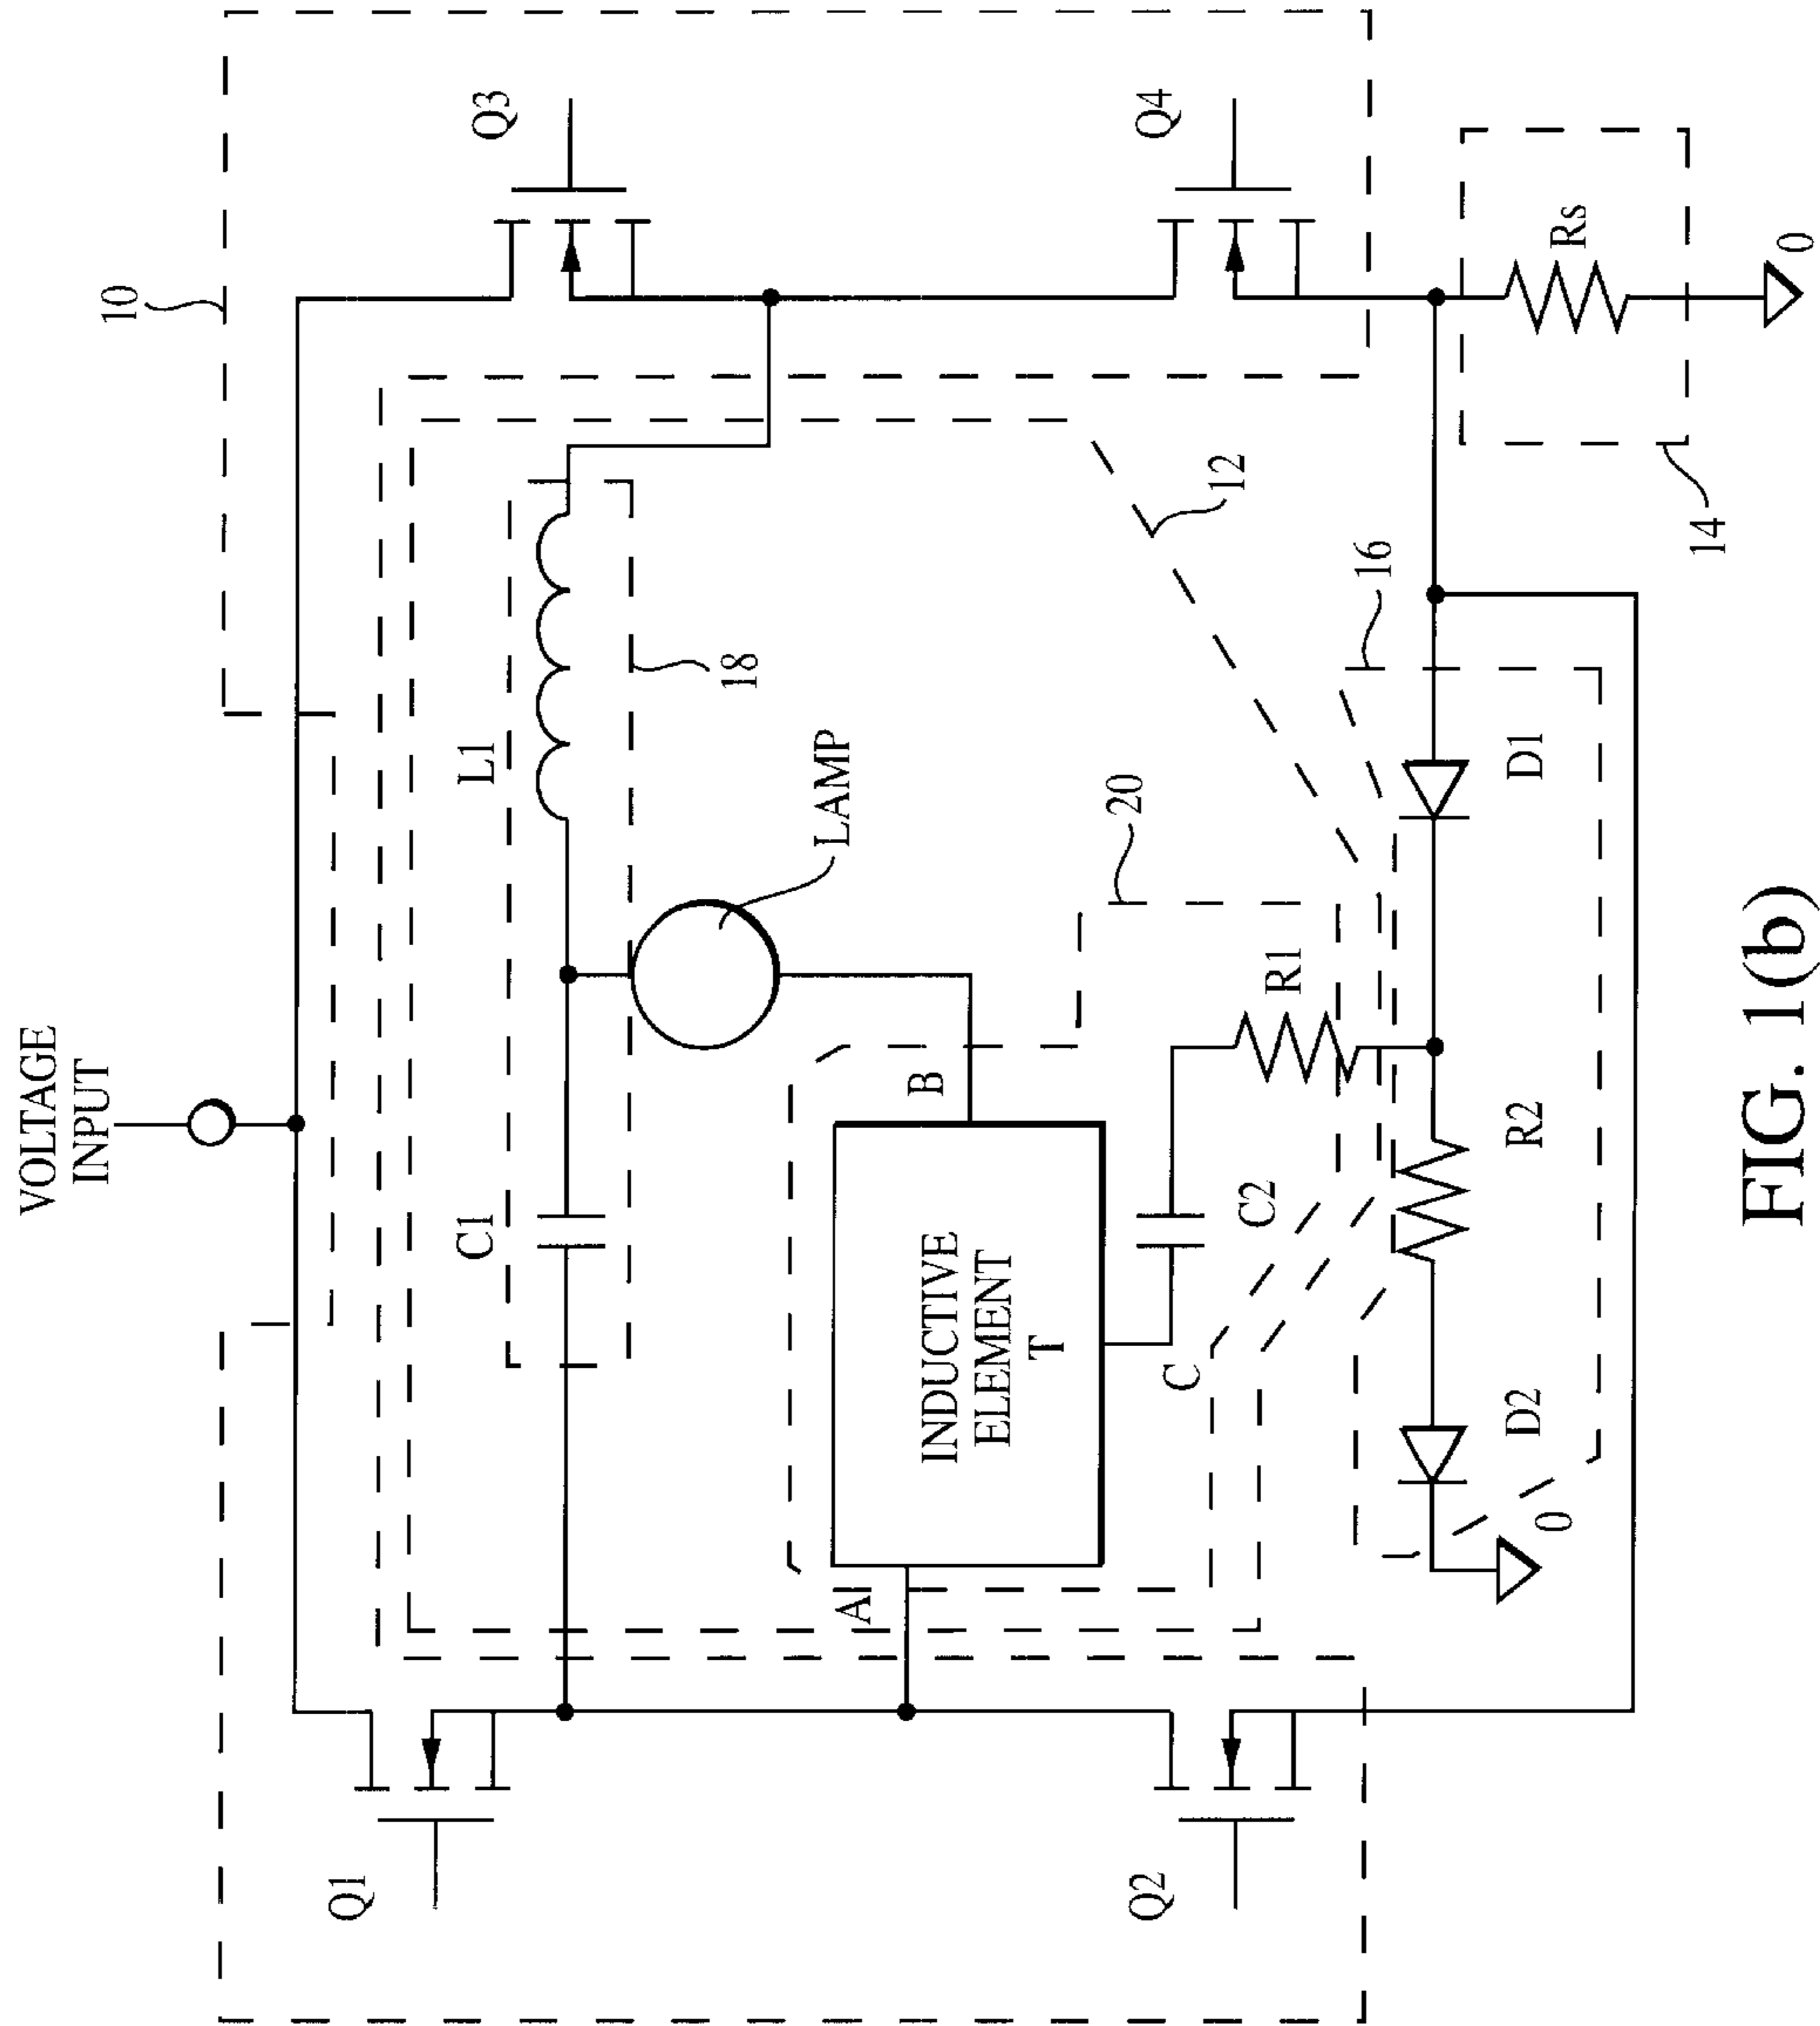 VOLTAGE
INPUT
10
Q3
Q1
C1
L1
18
LAMP
A
INDUCTIVE
ELEMENT
T
B
20
12
Q4
Q2
C
C2
R1
16
D2
0
R2
D1
Rs
14
0
FIG. 1(b)